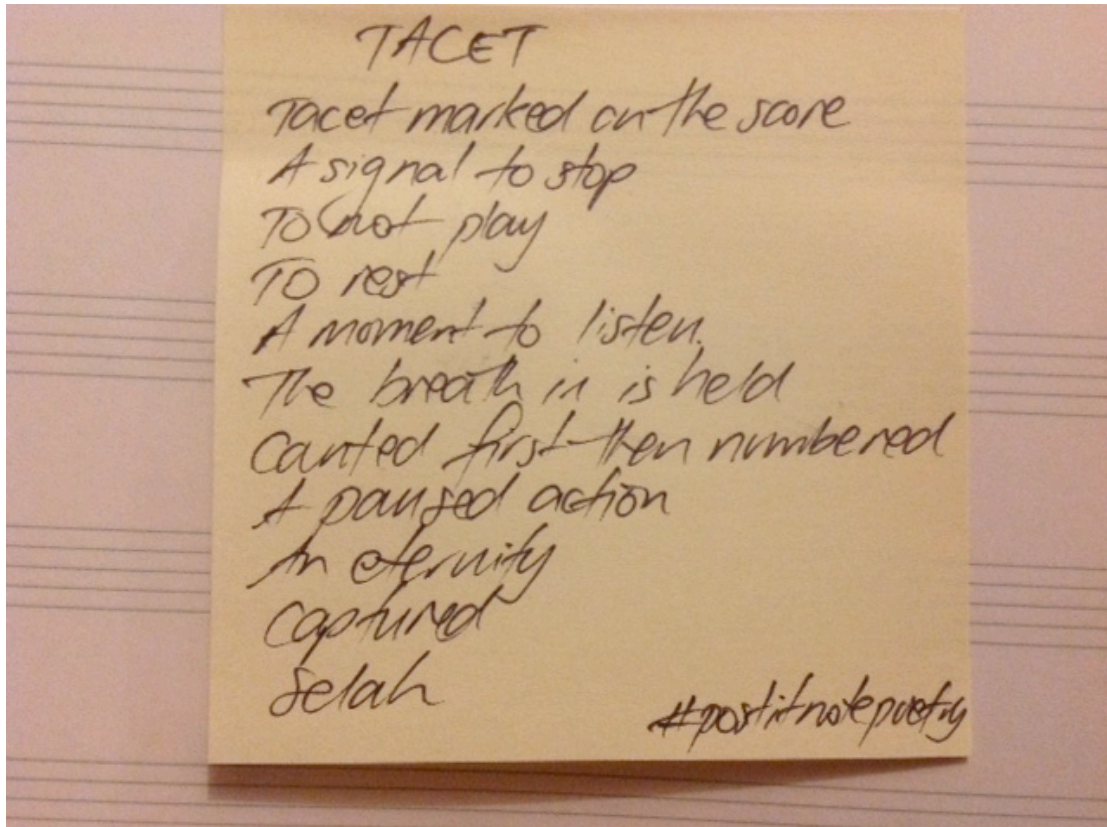 TACET
Tacet marked on the score
A signal to stop
To not play
To rest
A moment to listen.
The breath in is held
Counted first then numbered
A paused action
An eternity
Captured
Selah
#postitnotepoetry